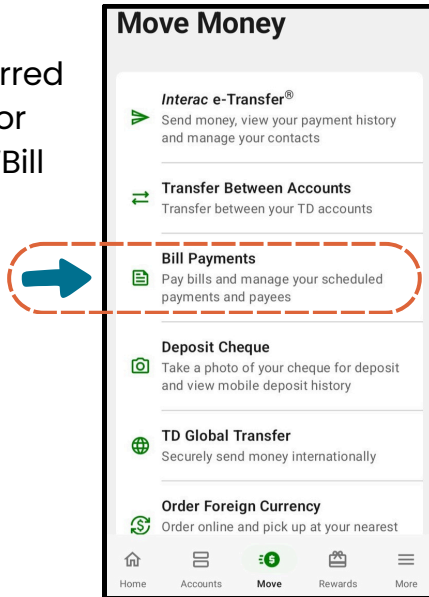 rred
or
Bill
Move Money
Interac e-Transfer®
Send money, view your payment history
and manage your contacts
Transfer Between Accounts
Transfer between your TD accounts
Bill Payments
Pay bills and manage your scheduled
payments and payees
Deposit Cheque
Take a photo of your cheque for deposit
and view mobile deposit history
TD Global Transfer
Securely send money internationally
Order Foreign Currency
Order online and pick up at your nearest
Home Accounts Move Rewards More